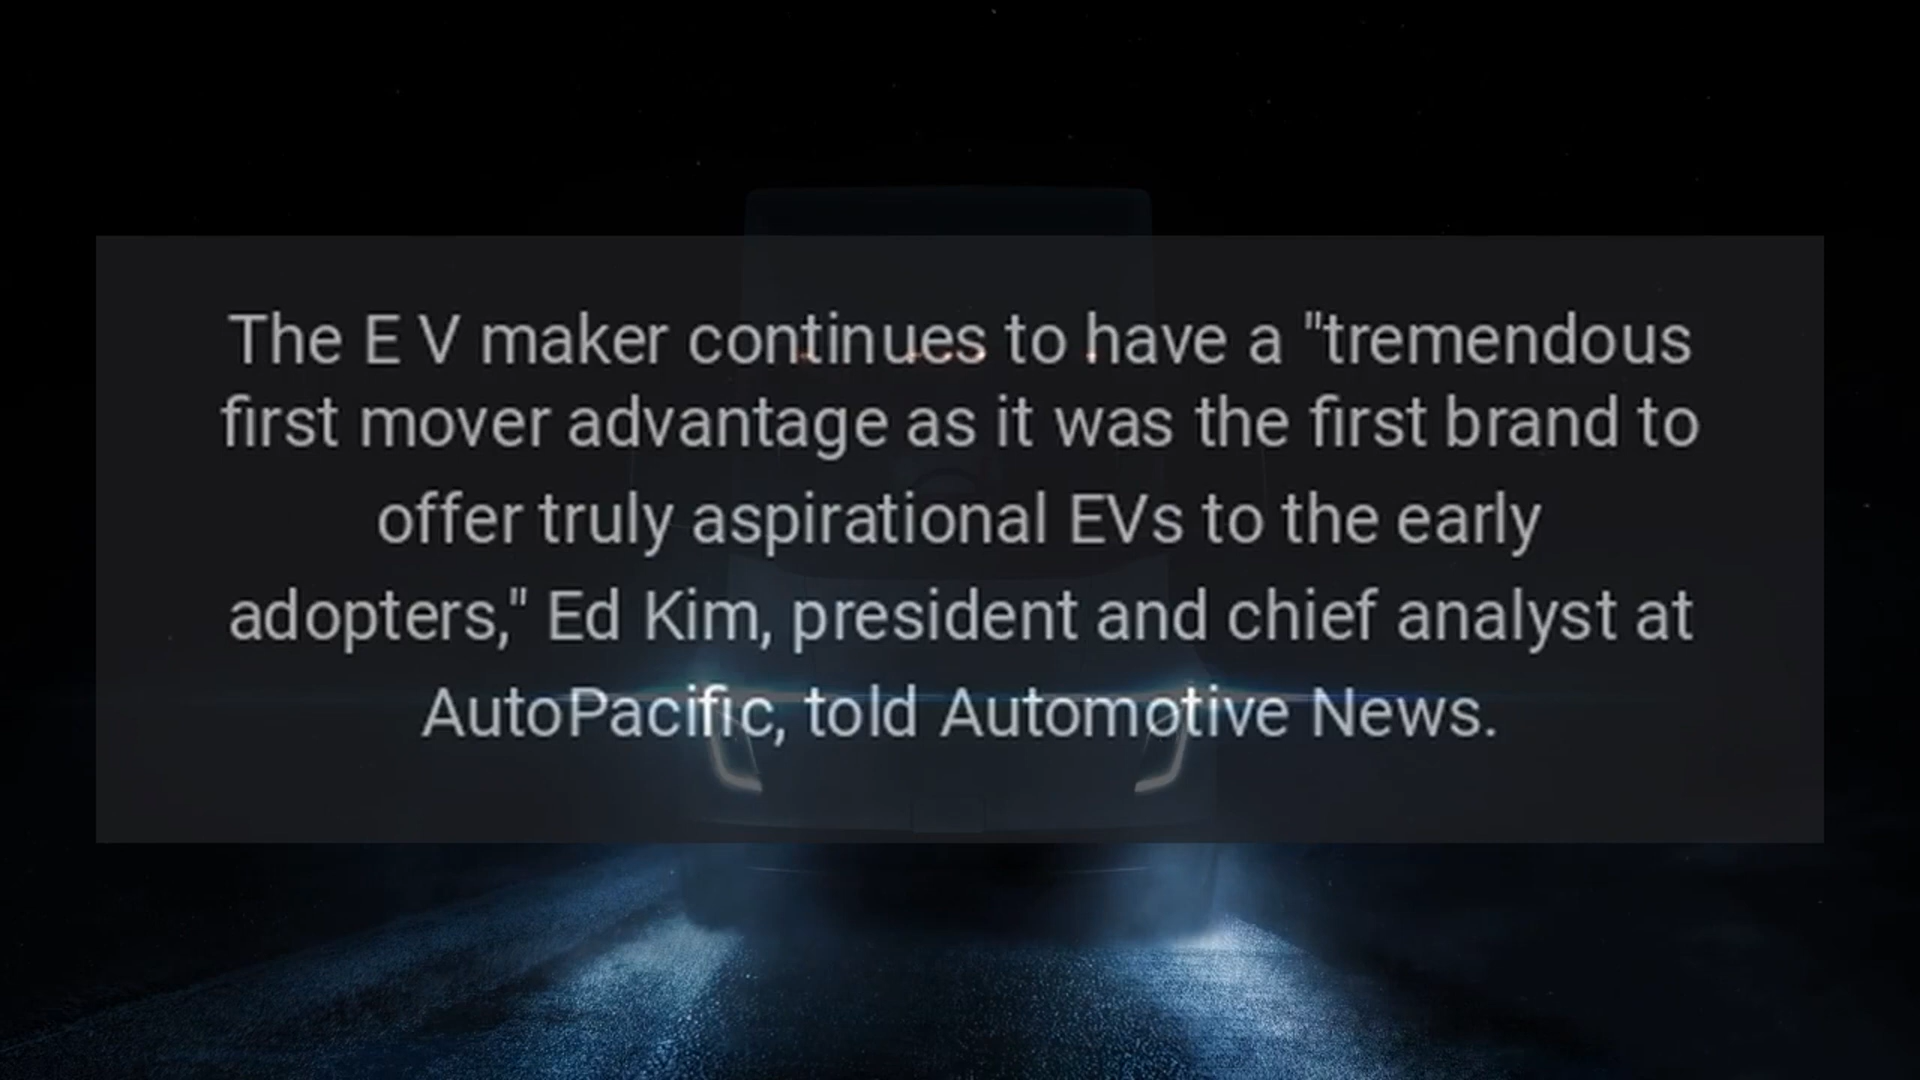 The E V maker continues to have a "tremendous
first mover advantage as it was the first brand to
offer truly aspirational EVs to the early
adopters," Ed Kim, president and chief analyst at
AutoPacific, told Automotive News.